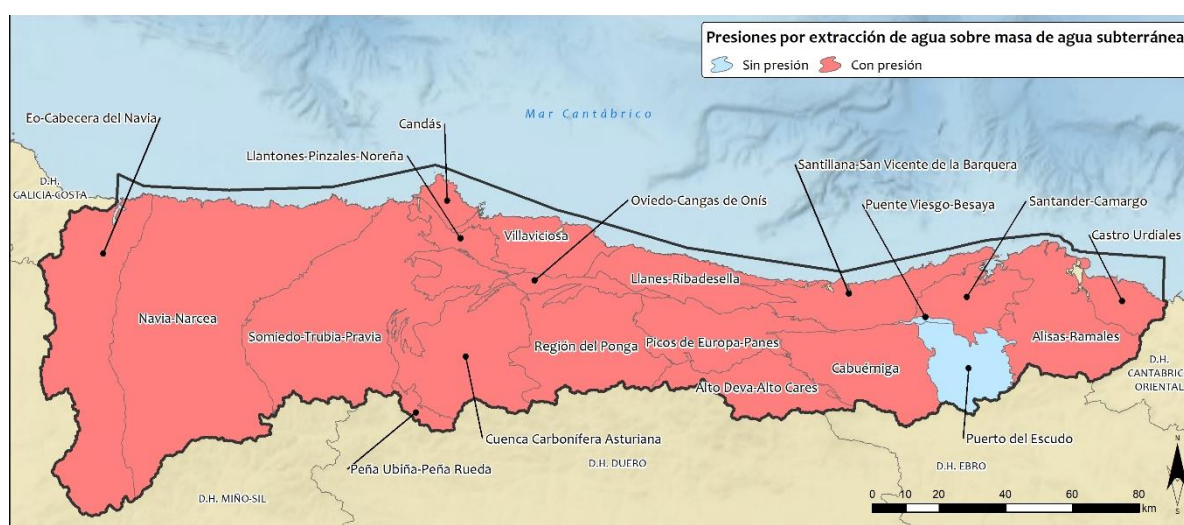 Presiones por extracción de agua sobre masa de agua subterránea
Sin presión
Con presión
Mar Cantábrico
Eo-Cabecera del Navia
Candás
Llantones-Pinzales-Noreña
Santillana-San Vicente de la Barquera
D.H.
GALICIA-COSTA
Oviedo-Cangas de Onís
Puente Viesgo-Besaya
Santander-Camargo
Villaviciosa
Castro Urdiales
Llanes-Ribadesella
Navia-Narcea
Somiedo-Trubia-Pravia
Región del Ponga
Picos de Europa-Panes
Alisas-Ramales
Cabuérniga
D.H.
CANTÁBRICO
ORIENTAL
Alto Deva-Alto Cares
Cuenca Carbonífera Asturiana
Puerto del Escudo
Peña Ubiña-Peña Rueda
D.H. DUERO
D.H. EBRO
D.H. MIÑO-SIL
N
S
0 10 20 40 60 80
km